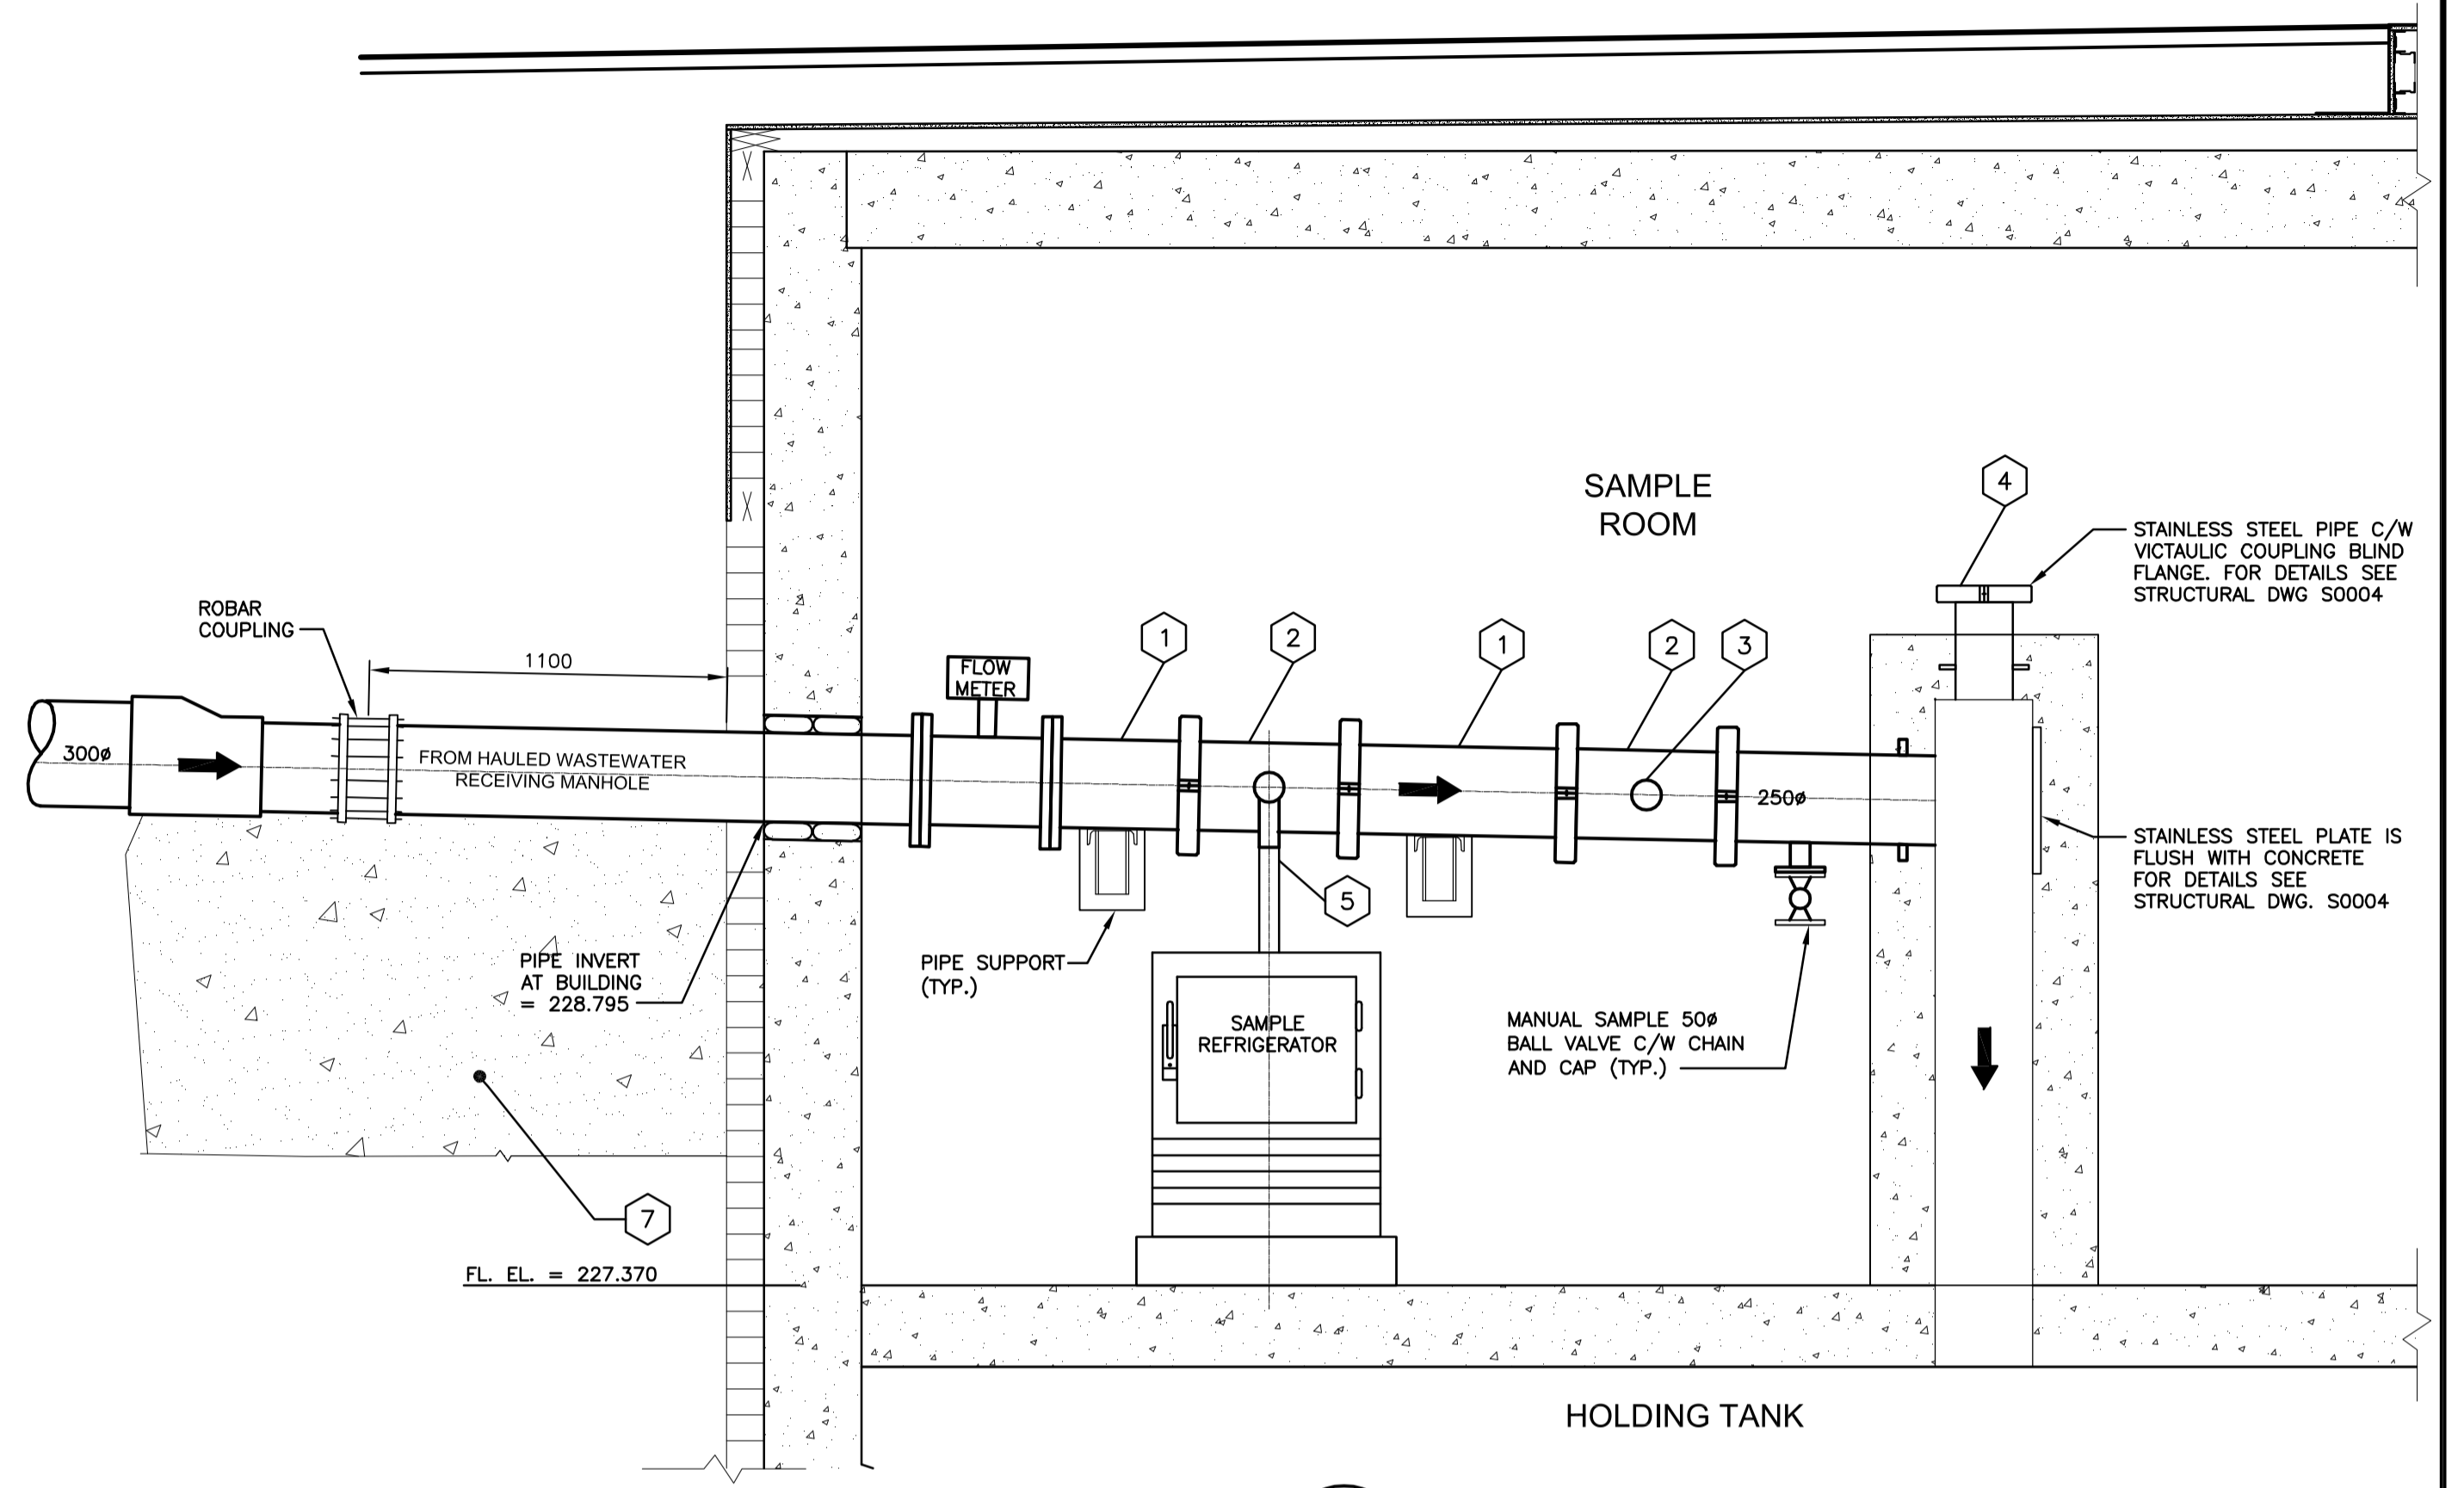 SAMPLE
ROOM
4
STAINLESS STEEL PIPE C/W
VICTAULIC COUPLING BLIND
FLANGE. FOR DETAILS SEE
STRUCTURAL DWG S0004
ROBAR
COUPLING
1100
FLOW
METER
1
2
1
2
3
300ø
FROM HAULED WASTEWATER
RECEIVING MANHOLE
250ø
STAINLESS STEEL PLATE IS
FLUSH WITH CONCRETE
FOR DETAILS SEE
STRUCTURAL DWG. S0004
5
PIPE INVERT
AT BUILDING
= 228.795
PIPE SUPPORT
(TYP.)
SAMPLE
REFRIGERATOR
MANUAL SAMPLE 50ø
BALL VALVE C/W CHAIN
AND CAP (TYP.)
7
FL. EL. = 227.370
HOLDING TANK